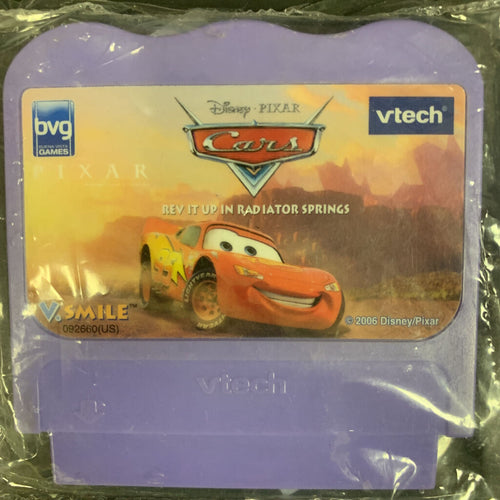 Disney · PIXAR
bvg
BUENA VISTA
GAMES
vtech®
Cars
PIXAR
REV IT UP IN RADIATOR SPRINGS
V.SMILE™
092660(US)
© 2006 Disney/Pixar
vtech